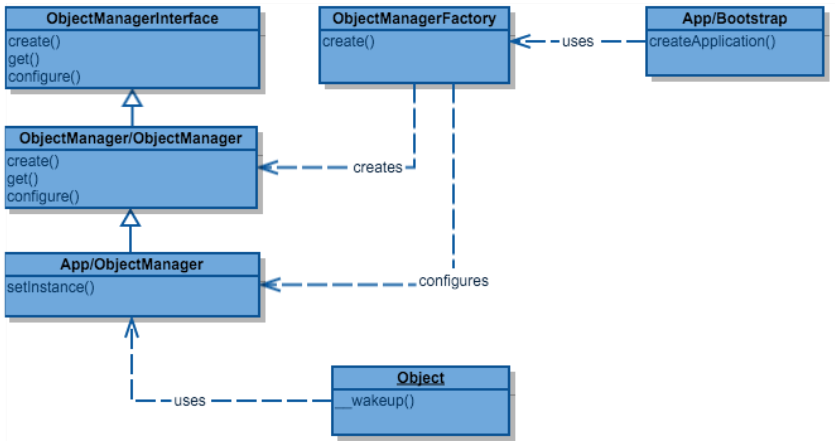 ObjectManagerInterface
create()
get()
configure()
ObjectManagerFactory
create()
App/Bootstrap
createApplication()
uses
ObjectManager/ObjectManager
create()
get()
configure()
creates
App/ObjectManager
setInstance()
configures
Object
__wakeup()
uses